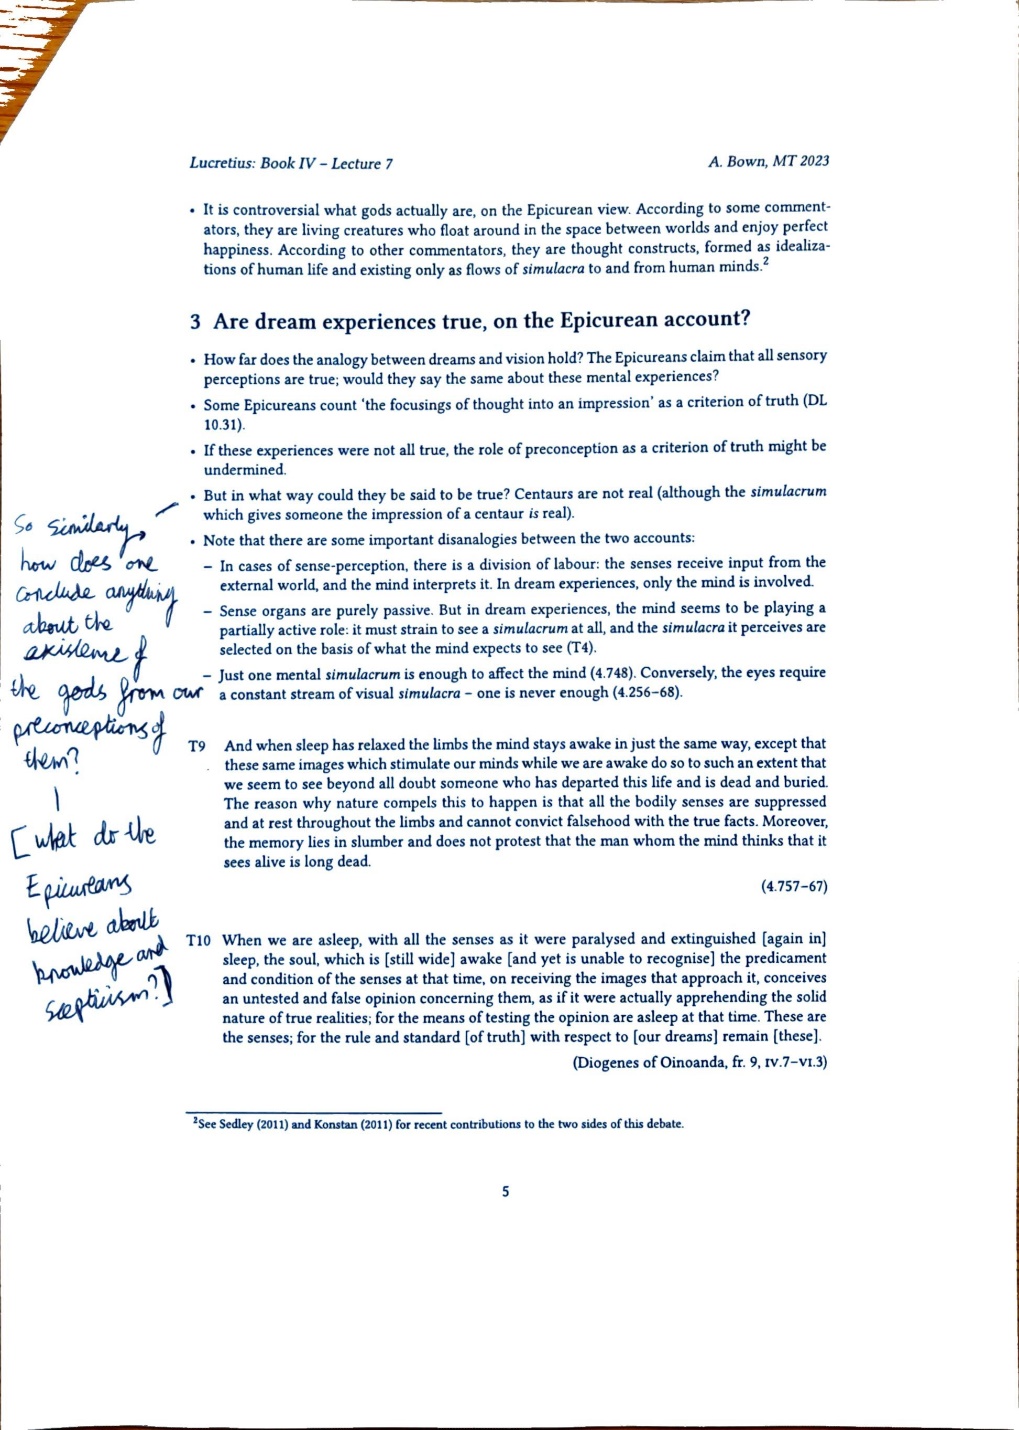 Lucretius: Book IV – Lecture 7
A. Bown, MT 2023
• It is controversial what gods actually are, on the Epicurean view. According to some comment-
ators, they are living creatures who float around in the space between worlds and enjoy perfect
happiness. According to other commentators, they are thought constructs, formed as idealiza-
tions of human life and existing only as flows of simulacra to and from human minds.²
3 Are dream experiences true, on the Epicurean account?
• How far does the analogy between dreams and vision hold? The Epicureans claim that all sensory
perceptions are true; would they say the same about these mental experiences?
• Some Epicureans count ‘the focusings of thought into an impression’ as a criterion of truth (DL
10.31).
• If these experiences were not all true, the role of preconception as a criterion of truth might be
undermined.
• But in what way could they be said to be true? Centaurs are not real (although the simulacrum
which gives someone the impression of a centaur is real).
• Note that there are some important disanalogies between the two accounts:
– In cases of sense-perception, there is a division of labour: the senses receive input from the
external world, and the mind interprets it. In dream experiences, only the mind is involved.
– Sense organs are purely passive. But in dream experiences, the mind seems to be playing a
partially active role: it must strain to see a simulacrum at all, and the simulacra it perceives are
selected on the basis of what the mind expects to see (T4).
– Just one mental simulacrum is enough to affect the mind (4.748). Conversely, the eyes require
a constant stream of visual simulacra – one is never enough (4.256–68).
So similarly,
how does one
conclude anything
about the
existence of
the gods from our
preconceptions of
them?
[what do the
Epicureans
believe about
knowledge and
scepticism?]
T9 And when sleep has relaxed the limbs the mind stays awake in just the same way, except that
these same images which stimulate our minds while we are awake do so to such an extent that
we seem to see beyond all doubt someone who has departed this life and is dead and buried.
The reason why nature compels this to happen is that all the bodily senses are suppressed
and at rest throughout the limbs and cannot convict falsehood with the true facts. Moreover,
the memory lies in slumber and does not protest that the man whom the mind thinks that it
sees alive is long dead.
(4.757–67)
T10 When we are asleep, with all the senses as it were paralysed and extinguished [again in]
sleep, the soul, which is [still wide] awake [and yet is unable to recognise] the predicament
and condition of the senses at that time, on receiving the images that approach it, conceives
an untested and false opinion concerning them, as if it were actually apprehending the solid
nature of true realities; for the means of testing the opinion are asleep at that time. These are
the senses; for the rule and standard [of truth] with respect to [our dreams] remain [these].
(Diogenes of Oinoanda, fr. 9, IV.7–VI.3)
²See Sedley (2011) and Konstan (2011) for recent contributions to the two sides of this debate.
5